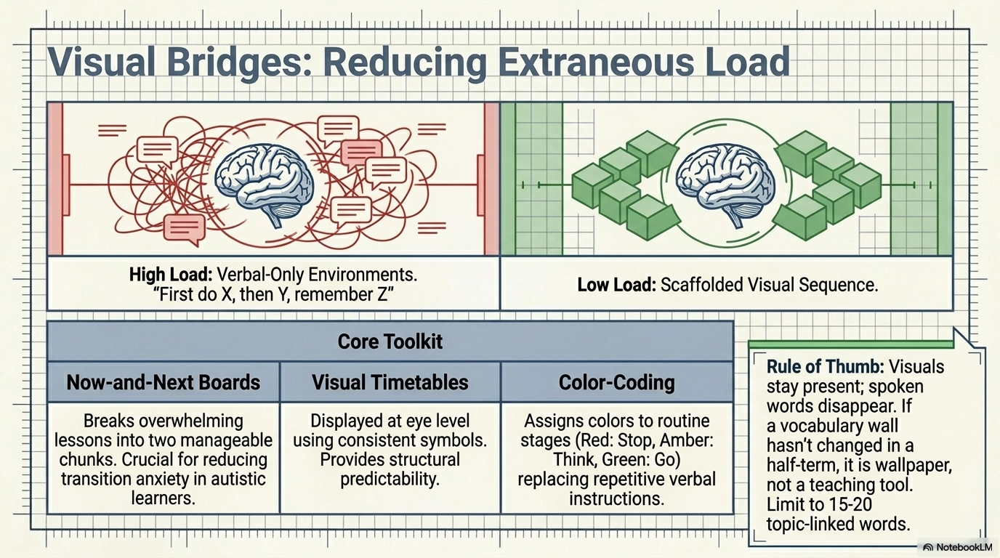 Visual Bridges: Reducing Extraneous Load
High Load: Verbal-Only Environments.
“First do X, then Y, remember Z”
Low Load: Scaffolded Visual Sequence.
Core Toolkit
Now-and-Next Boards
Breaks overwhelming
lessons into two manageable
chunks. Crucial for reducing
transition anxiety in autistic
learners.
Visual Timetables
Displayed at eye level
using consistent symbols.
Provides structural
predictability.
Color-Coding
Assigns colors to routine
stages (Red: Stop, Amber:
Think, Green: Go)
replacing repetitive verbal
instructions.
Rule of Thumb: Visuals
stay present; spoken
words disappear. If
a vocabulary wall
hasn’t changed in a
half-term, it is wallpaper,
not a teaching tool.
Limit to 15-20
topic-linked words.
NotebookLM